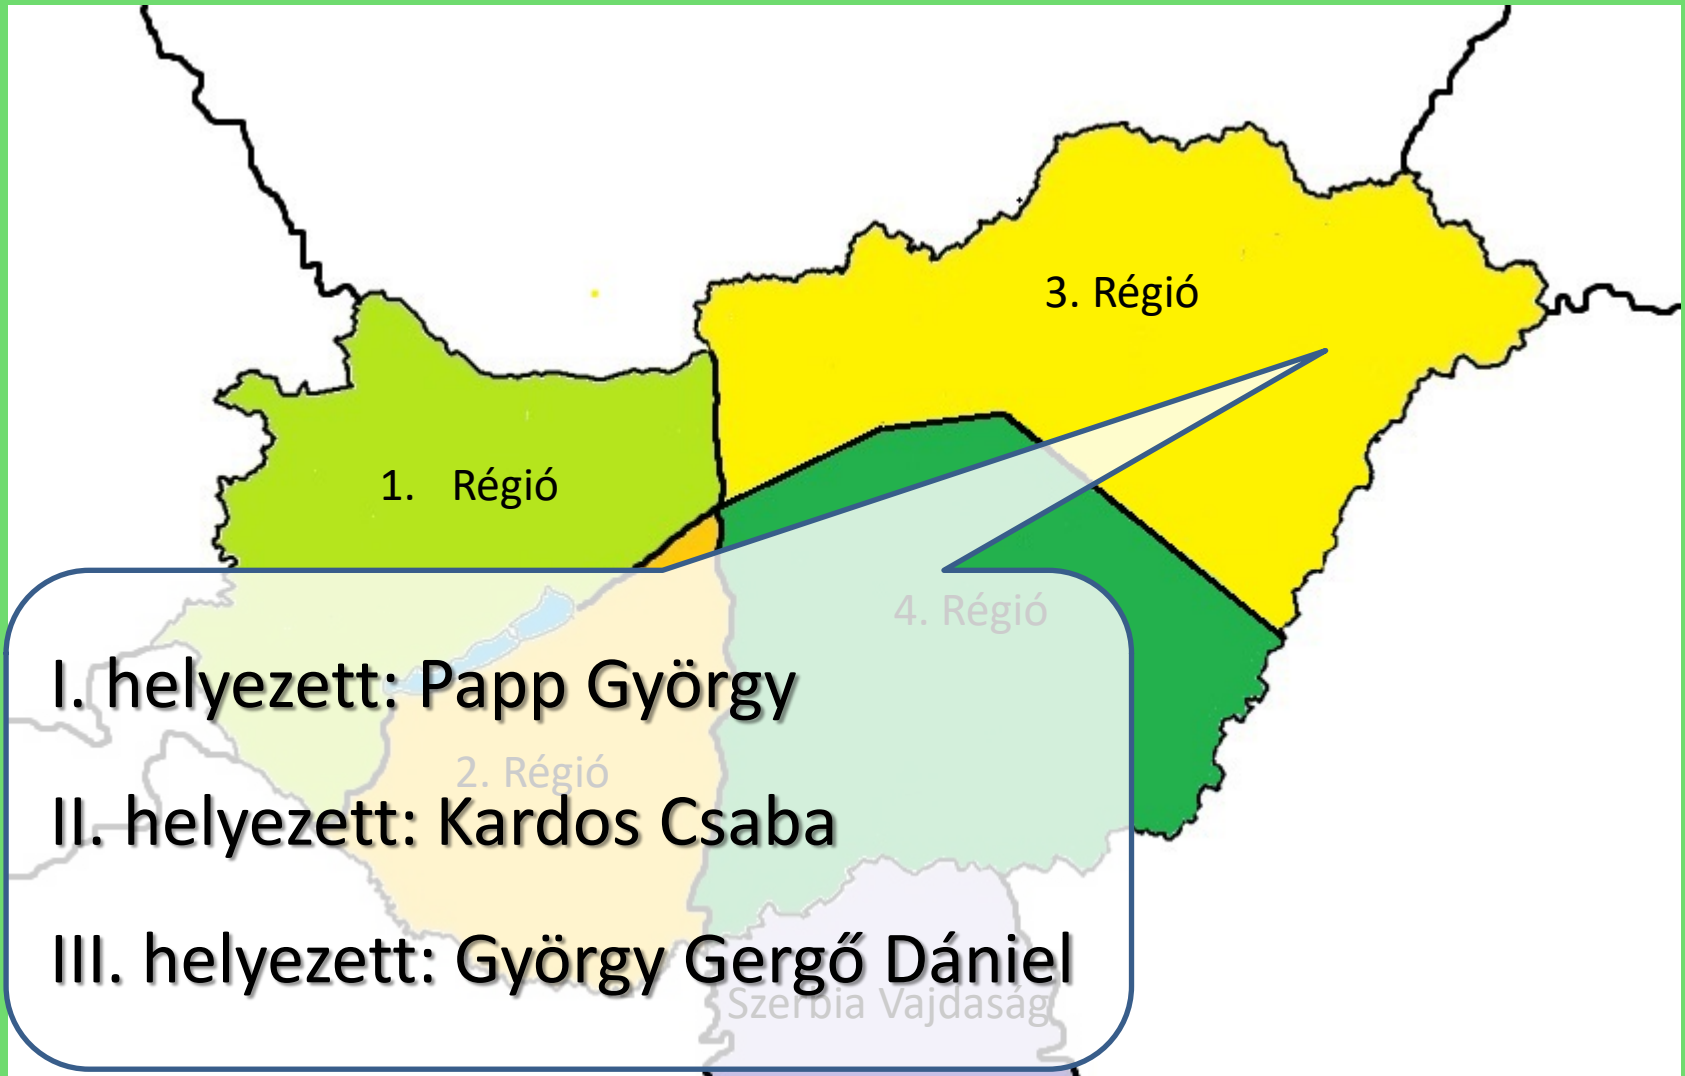 3. Régió
1. Régió
4. Régió
I. helyezett: Papp György
2. Régió
II. helyezett: Kardos Csaba
III. helyezett: György Gergő Dániel
Szerbia Vajdaság